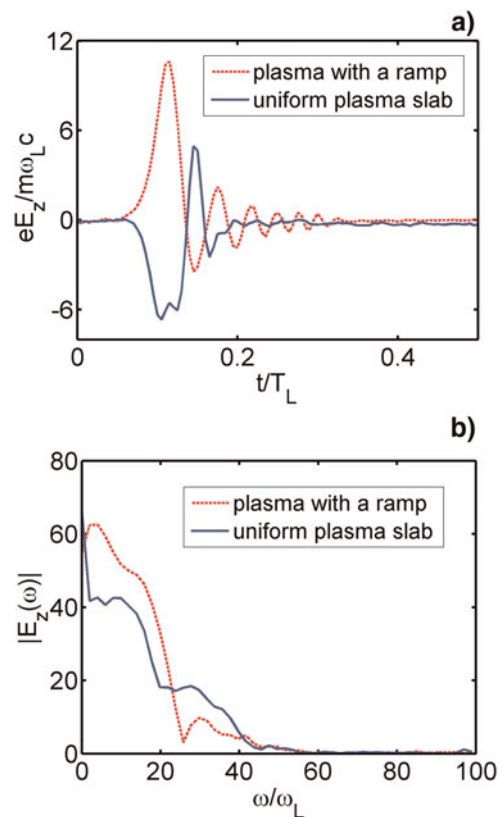 a)
12
6
0
-6
eE_z/mω_Lc
plasma with a ramp
uniform plasma slab
0
0.2
0.4
t/T_L
b)
80
60
40
20
0
|E_z(ω)|
plasma with a ramp
uniform plasma slab
0
20
40
60
80
100
ω/ω_L